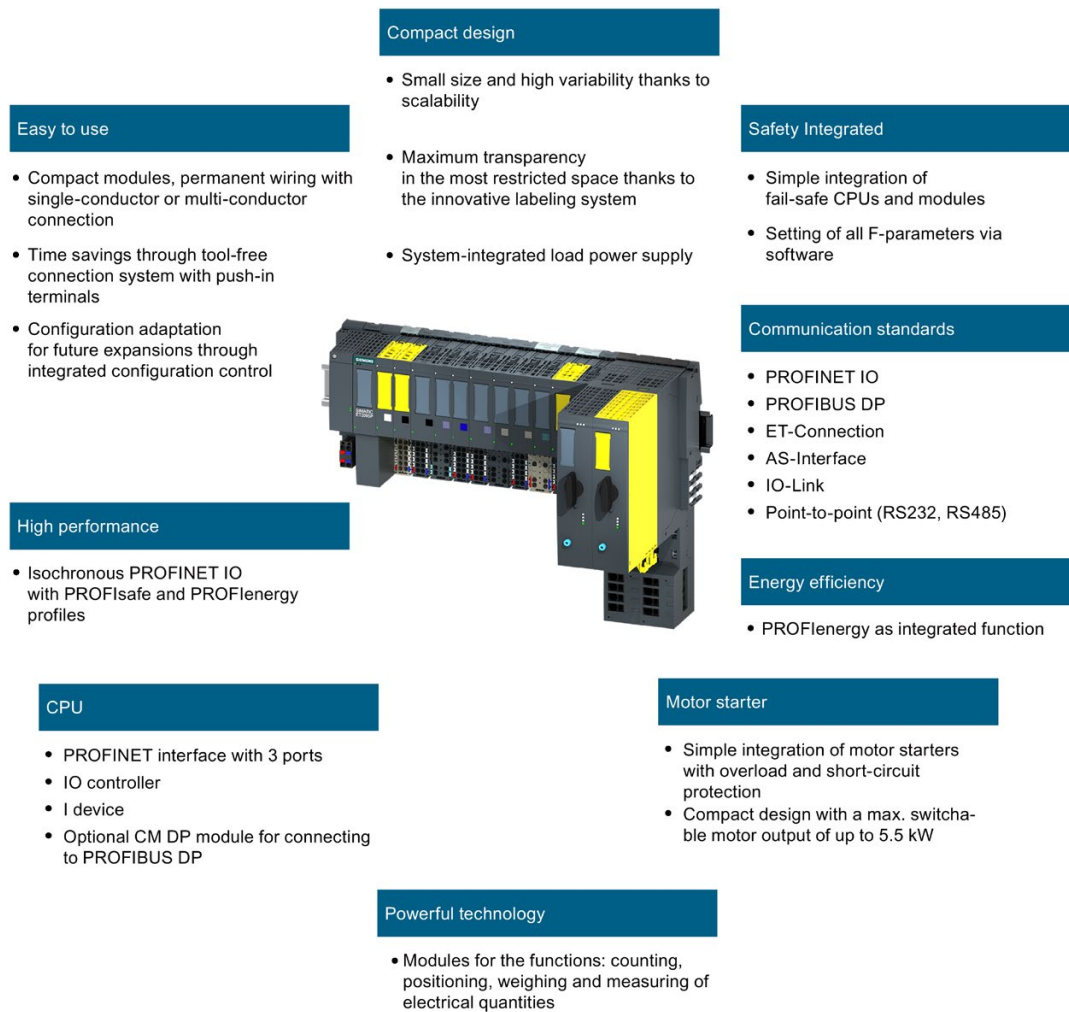 Compact design
• Small size and high variability thanks to
scalability
• Maximum transparency
in the most restricted space thanks to
the innovative labeling system
• System-integrated load power supply
Easy to use
• Compact modules, permanent wiring with
single-conductor or multi-conductor
connection
• Time savings through tool-free
connection system with push-in
terminals
• Configuration adaptation
for future expansions through
integrated configuration control
Safety Integrated
• Simple integration of
fail-safe CPUs and modules
• Setting of all F-parameters via
software
Communication standards
• PROFINET IO
• PROFIBUS DP
• ET-Connection
• AS-Interface
• IO-Link
• Point-to-point (RS232, RS485)
SIEMENS
SIMATIC
ET200SP
High performance
• Isochronous PROFINET IO
with PROFIsafe and PROFIenergy
profiles
Energy efficiency
• PROFIenergy as integrated function
CPU
• PROFINET interface with 3 ports
• IO controller
• I device
• Optional CM DP module for connecting
to PROFIBUS DP
Motor starter
• Simple integration of motor starters
with overload and short-circuit
protection
• Compact design with a max. switcha-
ble motor output of up to 5.5 kW
Powerful technology
• Modules for the functions: counting,
positioning, weighing and measuring of
electrical quantities